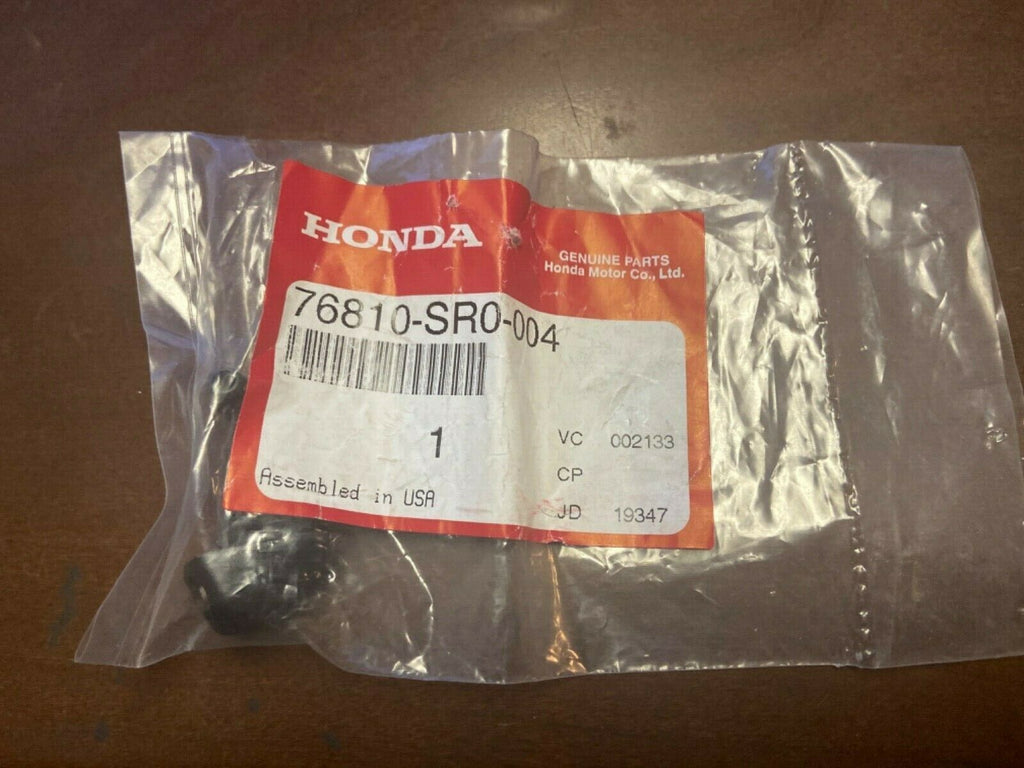 HONDA
GENUINE PARTS
Honda Motor Co., Ltd.
76810-SR0-004
1
VC 002133
CP
Assembled in USA
JD 19347